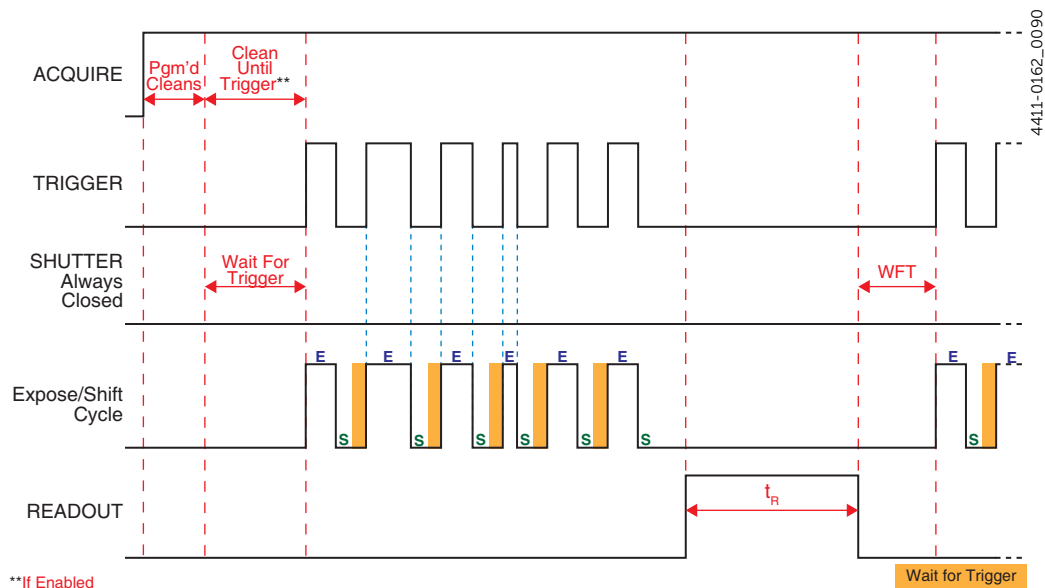 4411-0162_0090
ACQUIRE
Pgm'd
Cleans
Clean
Until
Trigger**
TRIGGER
SHUTTER
Always
Closed
Wait For
Trigger
WFT
E E E E E E E E
Expose/Shift
Cycle
S S S S S S S
READOUT
tR
**If Enabled
Wait for Trigger